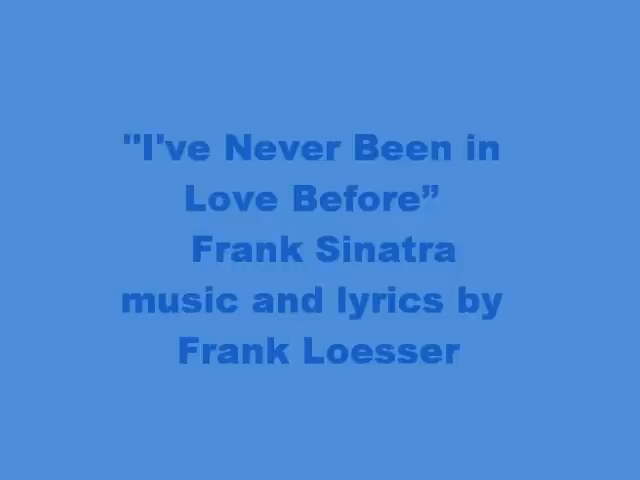 "I've Never Been in
Love Before”
Frank Sinatra
music and lyrics by
Frank Loesser